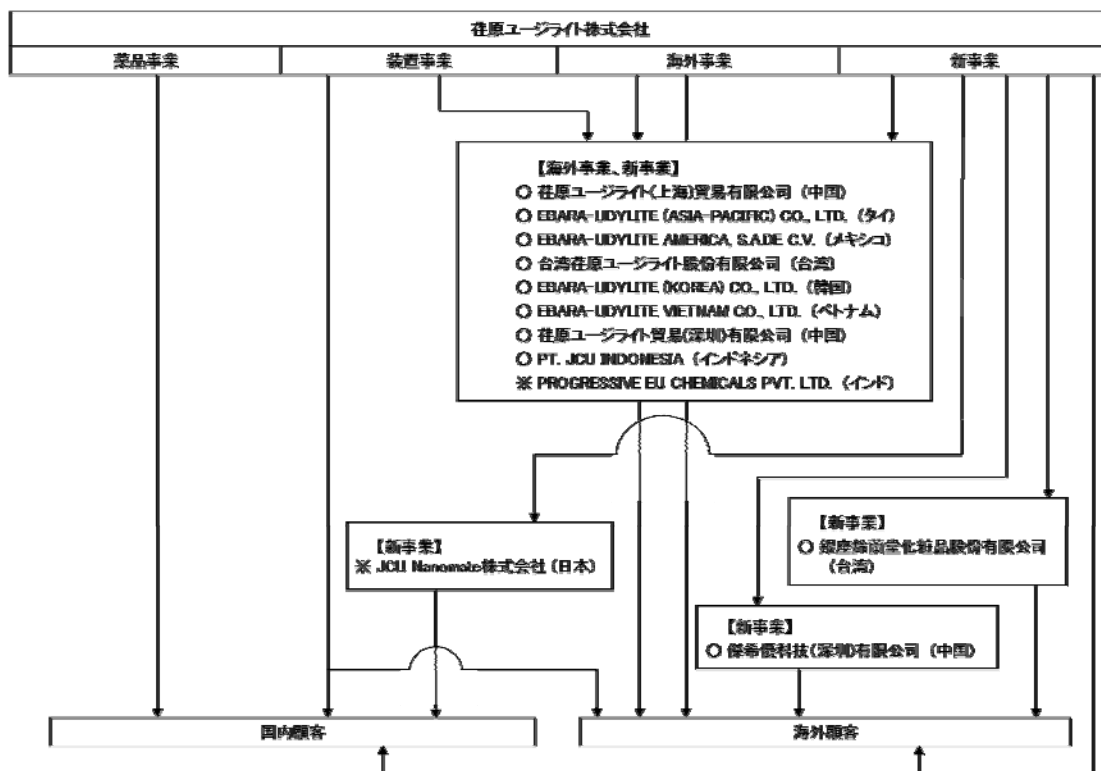 荏原ユージライト株式会社
薬品事業 装置事業 海外事業 新事業
【海外事業、新事業】
○ 荏原ユージライト(上海)貿易有限公司（中国）
○ EBARA-UDYLITE (ASIA-PACIFIC) CO., LTD.（タイ）
○ EBARA-UDYLITE AMERICA, S.A.DE C.V.（メキシコ）
○ 台湾荏原ユージライト股份有限公司（台湾）
○ EBARA-UDYLITE (KOREA) CO., LTD.（韓国）
○ EBARA-UDYLITE VIETNAM CO., LTD.（ベトナム）
○ 荏原ユージライト貿易(深圳)有限公司（中国）
○ PT. JCU INDONESIA（インドネシア）
※ PROGRESSIVE EU CHEMICALS PVT. LTD.（インド）
【新事業】
※ JCU Nanomate株式会社（日本）
【新事業】
○ 銀座 化粧品股份有限公司
（台湾）
【新事業】
○ 傑希優科技(深圳)有限公司（中国）
国内顧客 海外顧客